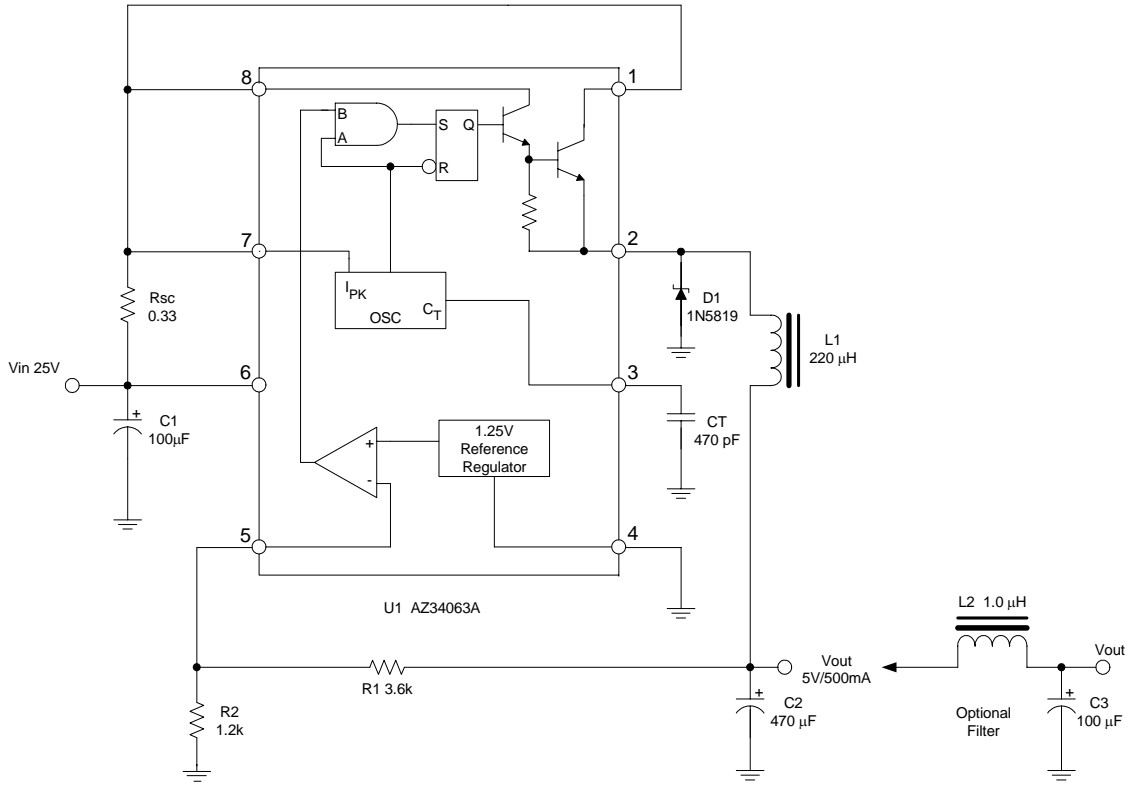 8
1
B
A
S
Q
R
7
2
I_PK
OSC
C_T
Rsc
0.33
D1
1N5819
L1
220 μH
Vin 25V
6
3
C1
100μF
+
CT
470 pF
1.25V
Reference
Regulator
+
-
5
4
U1 AZ34063A
L2 1.0 μH
R1 3.6k
Vout
5V/500mA
Vout
R2
1.2k
+
C2
470 μF
Optional
Filter
+
C3
100 μF